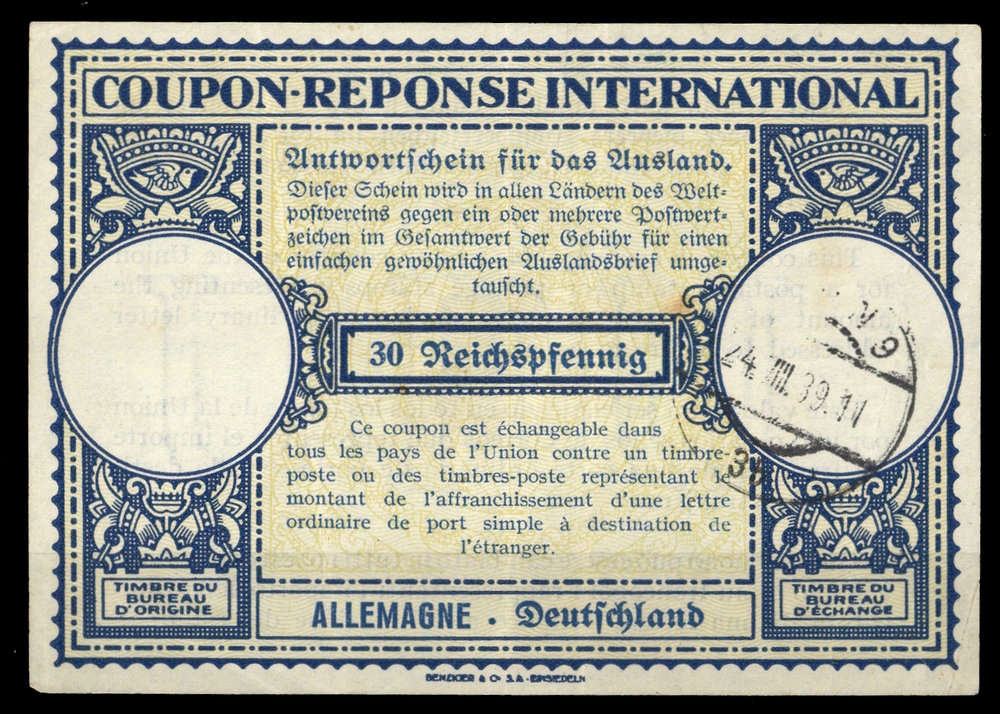 COUPON-REPONSE INTERNATIONAL
Antwortschein für das Ausland.
Dieser Schein wird in allen Ländern des Welt-
postvereins gegen ein oder mehrere Postwert-
zeichen im Gesamtwert der Gebühr für einen
einfachen gewöhnlichen Auslandsbrief umge-
tauscht.
30 Reichspfennig
Ce coupon est échangeable dans
tous les pays de l'Union contre un timbre-
poste ou des timbres-poste représentant le
montant de l'affranchissement d'une lettre
ordinaire de port simple à destination de
l'étranger.
24.VIII.39.
TIMBRE DU
BUREAU
D'ORIGINE
TIMBRE DU
BUREAU
D'ÉCHANGE
ALLEMAGNE • Deutschland
BENZIGER & Co S.A. - EINSIEDELN